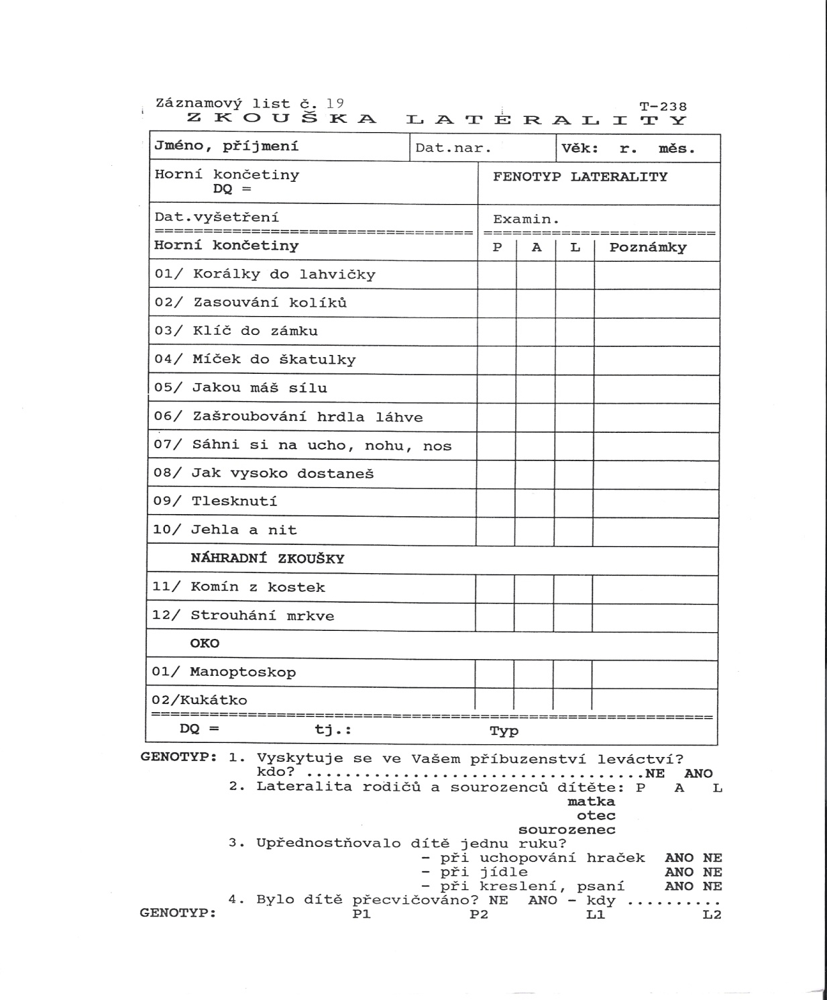 Záznamový list č. 19
T-238
ZKOUŠKA LATERALITY
Jméno, příjmení Dat.nar. Věk: r. měs.
Horní končetiny FENOTYP LATERALITY
DQ =
Dat.vyšetření Examin.
Horní končetiny P A L Poznámky
01/ Korálky do lahvičky
02/ Zasouvání kolíků
03/ Klíč do zámku
04/ Míček do škatulky
05/ Jakou máš sílu
06/ Zašroubování hrdla láhve
07/ Sáhni si na ucho, nohu, nos
08/ Jak vysoko dostaneš
09/ Tlesknutí
10/ Jehla a nit
NÁHRADNÍ ZKOUŠKY
11/ Komín z kostek
12/ Strouhání mrkve
OKO
01/ Manoptoskop
02/Kukátko
DQ = tj.: Typ
GENOTYP: 1. Vyskytuje se ve Vašem příbuzenství leváctví?
kdo? ...................................NE ANO
2. Lateralita rodičů a sourozenců dítěte: P A L
matka
otec
sourozenec
3. Upřednostňovalo dítě jednu ruku?
- při uchopování hraček ANO NE
- při jídle ANO NE
- při kreslení, psaní ANO NE
4. Bylo dítě přecvičováno? NE ANO - kdy ..........
GENOTYP: P1 P2 L1 L2